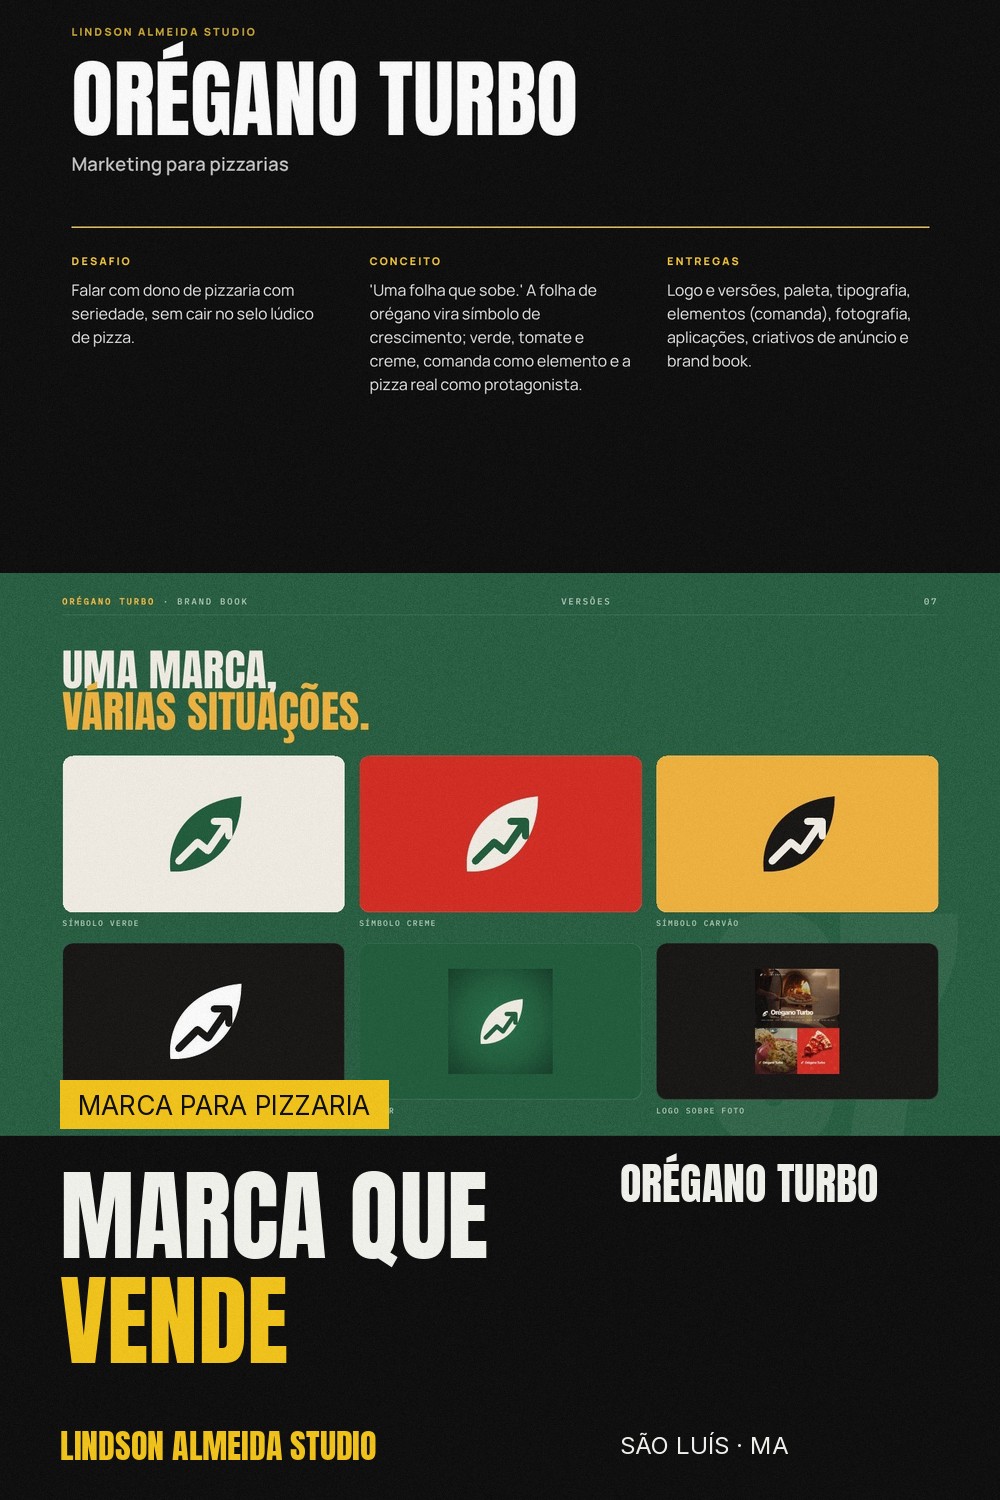 LINDSON ALMEIDA STUDIO
ORÉGANO TURBO
Marketing para pizzarias
DESAFIO
Falar com dono de pizzaria com
seriedade, sem cair no selo lúdico
de pizza.
CONCEITO
'Uma folha que sobe.' A folha de
orégano vira símbolo de
crescimento; verde, tomate e
creme, comanda como elemento e a
pizza real como protagonista.
ENTREGAS
Logo e versões, paleta, tipografia,
elementos (comanda), fotografia,
aplicações, criativos de anúncio e
brand book.
ORÉGANO TURBO · BRAND BOOK
VERSÕES
07
UMA MARCA,
VÁRIAS SITUAÇÕES.
SÍMBOLO VERDE
SÍMBOLO CREME
SÍMBOLO CARVÃO
Orégano Turbo
LOGO SOBRE FOTO
MARCA PARA PIZZARIA
MARCA QUE
VENDE
ORÉGANO TURBO
LINDSON ALMEIDA STUDIO
SÃO LUÍS · MA